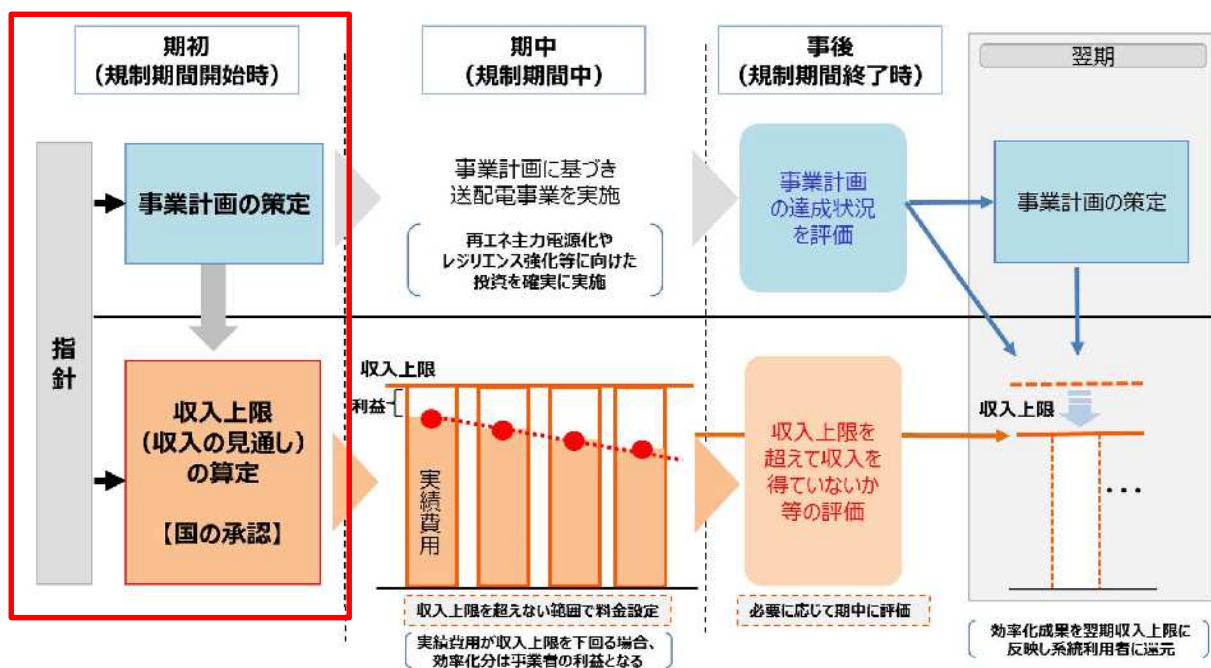 期初
(規制期間開始時)
期中
(規制期間中)
事後
(規制期間終了時)
翌期
指針
事業計画の策定
事業計画に基づき
送配電事業を実施
再エネ主力電源化や
レジリエンス強化等に向けた
投資を確実に実施
事業計画
の達成状況
を評価
事業計画の策定
収入上限
(収入の見通し)
の算定
【国の承認】
収入上限
利益
実績費用
収入上限を超えない範囲で料金設定
実績費用が収入上限を下回る場合、
効率化分は事業者の利益となる
収入上限を
超えて収入を
得ていないか
等の評価
必要に応じて期中に評価
収入上限
・・・
効率化成果を翌期収入上限に
反映し系統利用者に還元